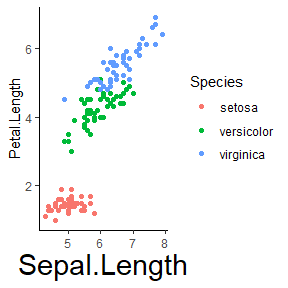 Petal.Length
6
4
2
5
6
7
8
Sepal.Length
Species
setosa
versicolor
virginica